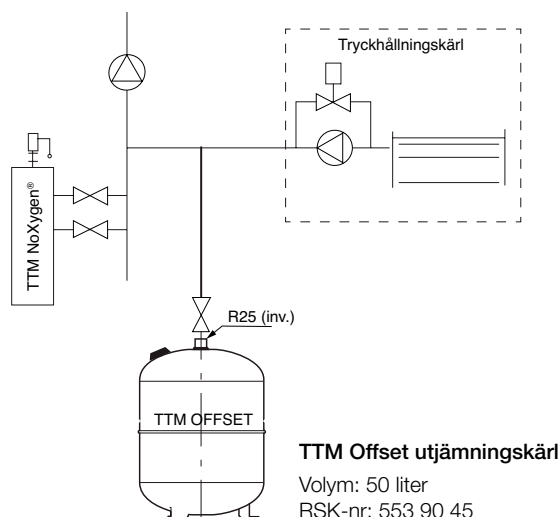 Tryckhållningskärl
TTM NoXygen®
R25 (inv.)
TTM OFFSET
TTM Offset utjämningskärl
Volym: 50 liter
RSK-nr: 553 90 45